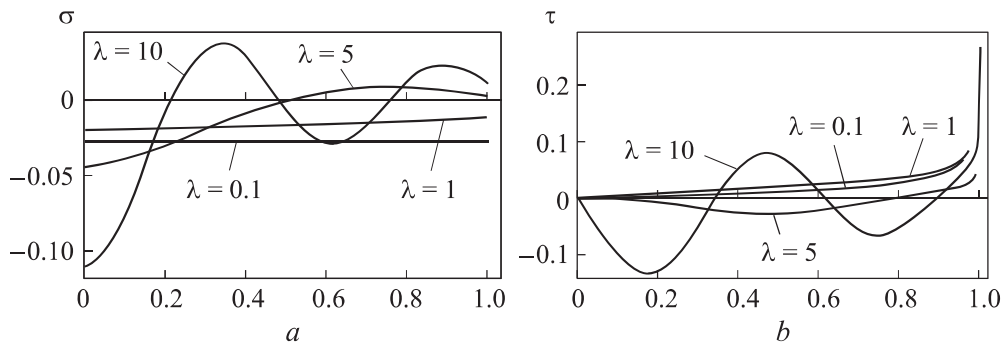 σ
λ = 10
λ = 5
0
−0.05
λ = 0.1
λ = 1
−0.10
0 0.2 0.4 0.6 0.8 1.0
a
τ
0.2
0.1
λ = 10
λ = 0.1
λ = 1
0
λ = 5
−0.1
0 0.2 0.4 0.6 0.8 1.0
b